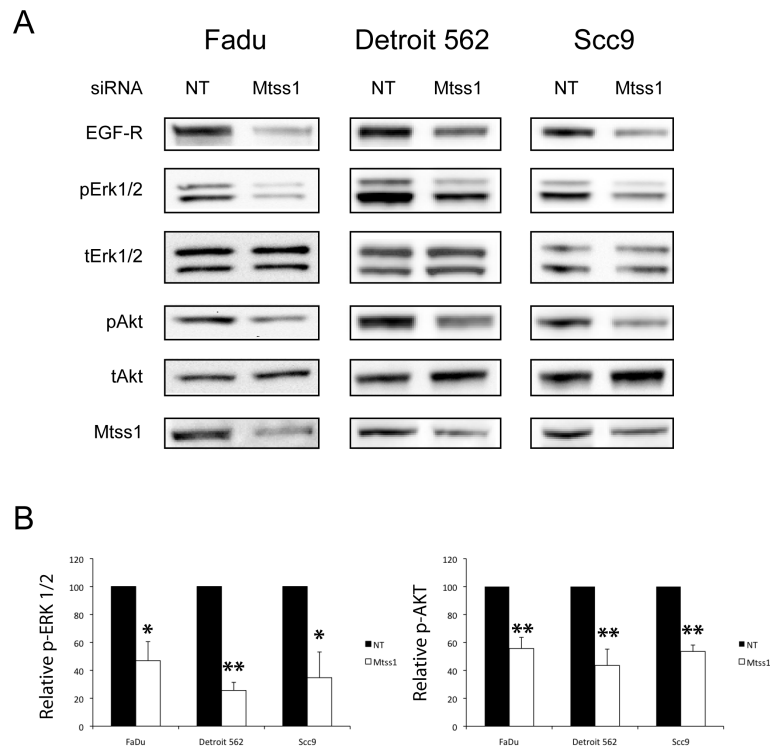 A
Fadu Detroit 562 Scc9
siRNA NT Mtss1 NT Mtss1 NT Mtss1
EGF-R
pErk1/2
tErk1/2
pAkt
tAkt
Mtss1
B
Relative p-ERK 1/2
120
100
80
60
40
20
0
* ** *
FaDu Detroit 562 Scc9
NT
Mtss1
Relative p-AKT
120
100
80
60
40
20
0
** ** **
FaDu Detroit 562 Scc9
NT
Mtss1